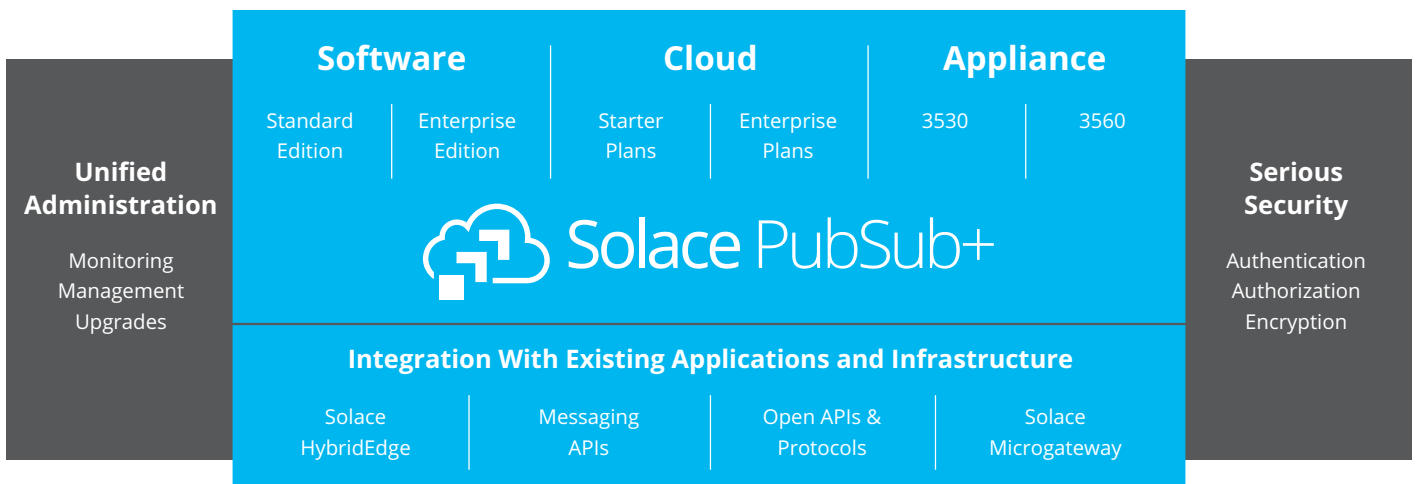 Software
Cloud
Appliance
Standard
Edition
Enterprise
Edition
Starter
Plans
Enterprise
Plans
3530
3560
Unified
Administration
Monitoring
Management
Upgrades
Solace PubSub+
Serious
Security
Authentication
Authorization
Encryption
Integration With Existing Applications and Infrastructure
Solace
HybridEdge
Messaging
APIs
Open APIs &
Protocols
Solace
Microgateway